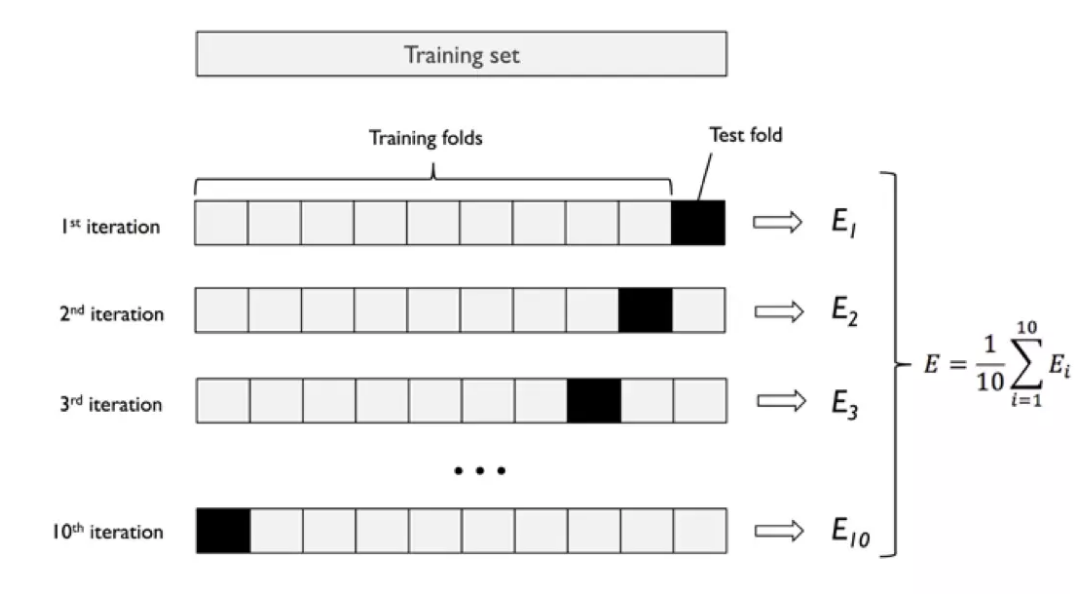 Training set
Training folds
Test fold
1st iteration
E1
2nd iteration
E2
3rd iteration
E3
E = 1/10 ∑ i=1 10 Ei
• • •
10th iteration
E10